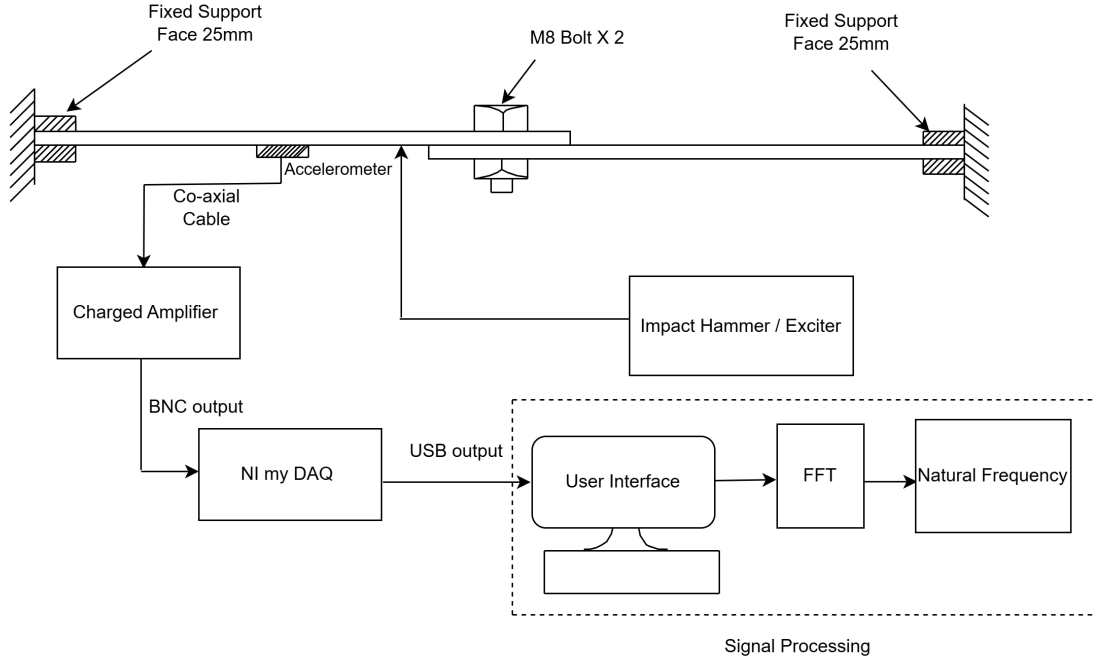 Fixed Support
Face 25mm
M8 Bolt X 2
Fixed Support
Face 25mm
Accelerometer
Co-axial
Cable
Charged Amplifier
Impact Hammer / Exciter
BNC output
NI my DAQ
USB output
User Interface
FFT
Natural Frequency
Signal Processing